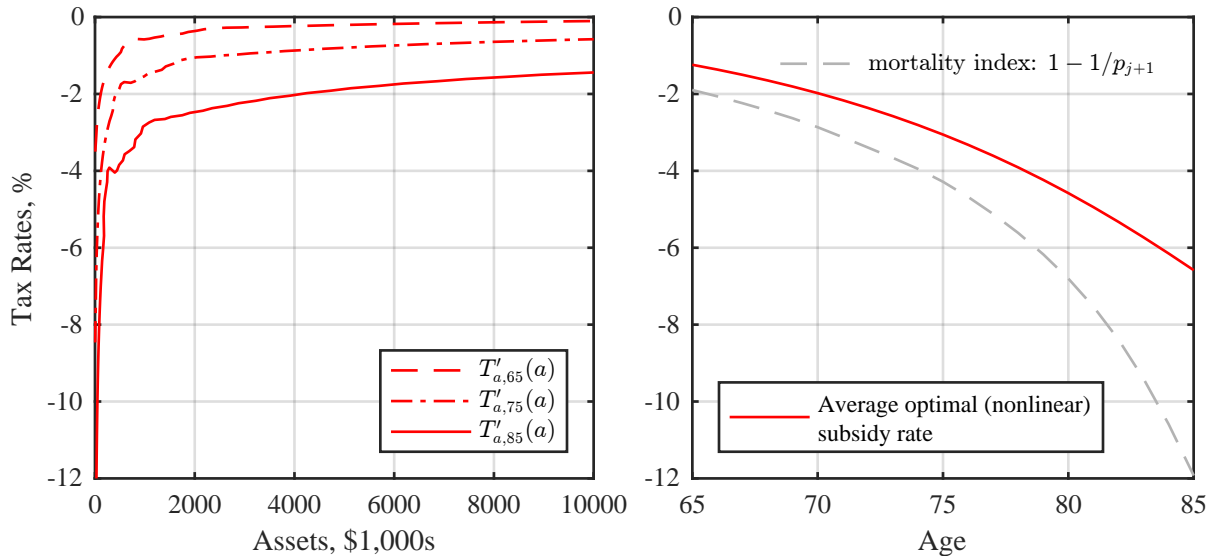 Tax Rates, %
0
-2
-4
-6
-8
-10
-12
0
2000
4000
6000
8000
10000
Assets, $1,000s
T′a,65(a)
T′a,75(a)
T′a,85(a)
0
-2
-4
-6
-8
-10
-12
65
70
75
80
85
Age
mortality index: 1 − 1/pj+1
Average optimal (nonlinear)
subsidy rate